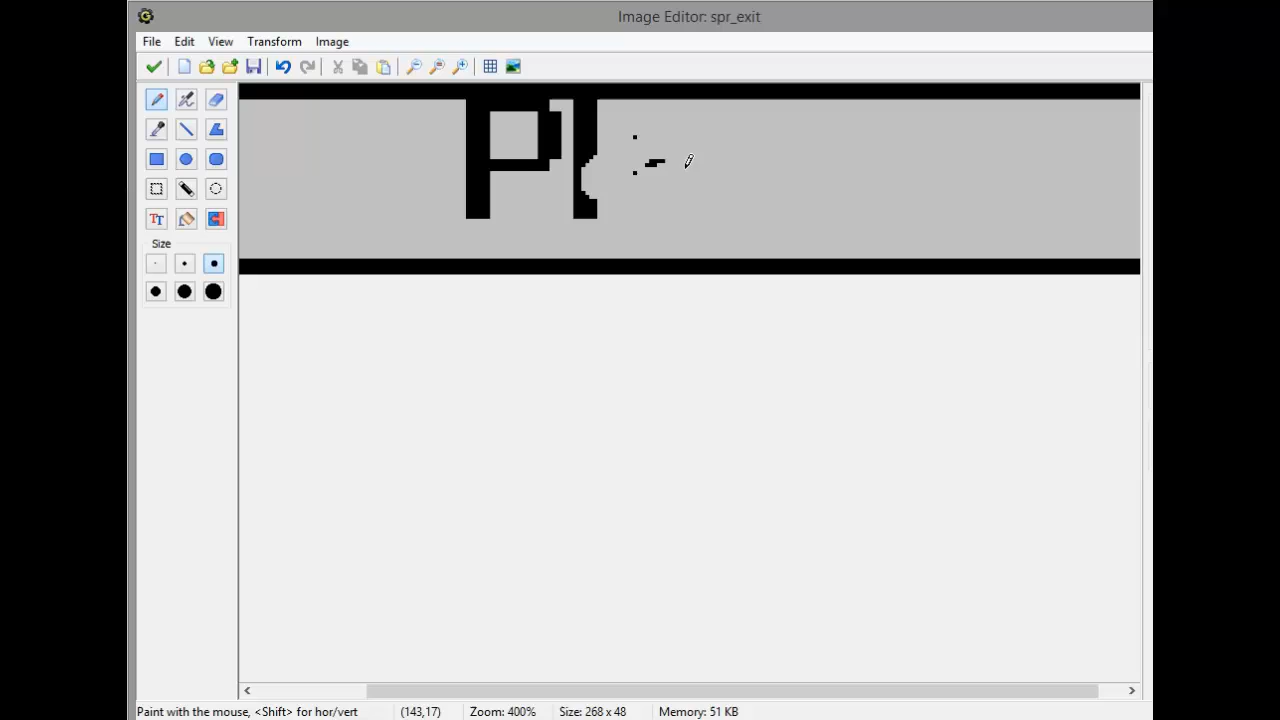 Image Editor: spr_exit
File Edit View Transform Image
TT
Size
P
Paint with the mouse, <Shift> for hor/vert (143,17) Zoom: 400% Size: 268 x 48 Memory: 51 KB